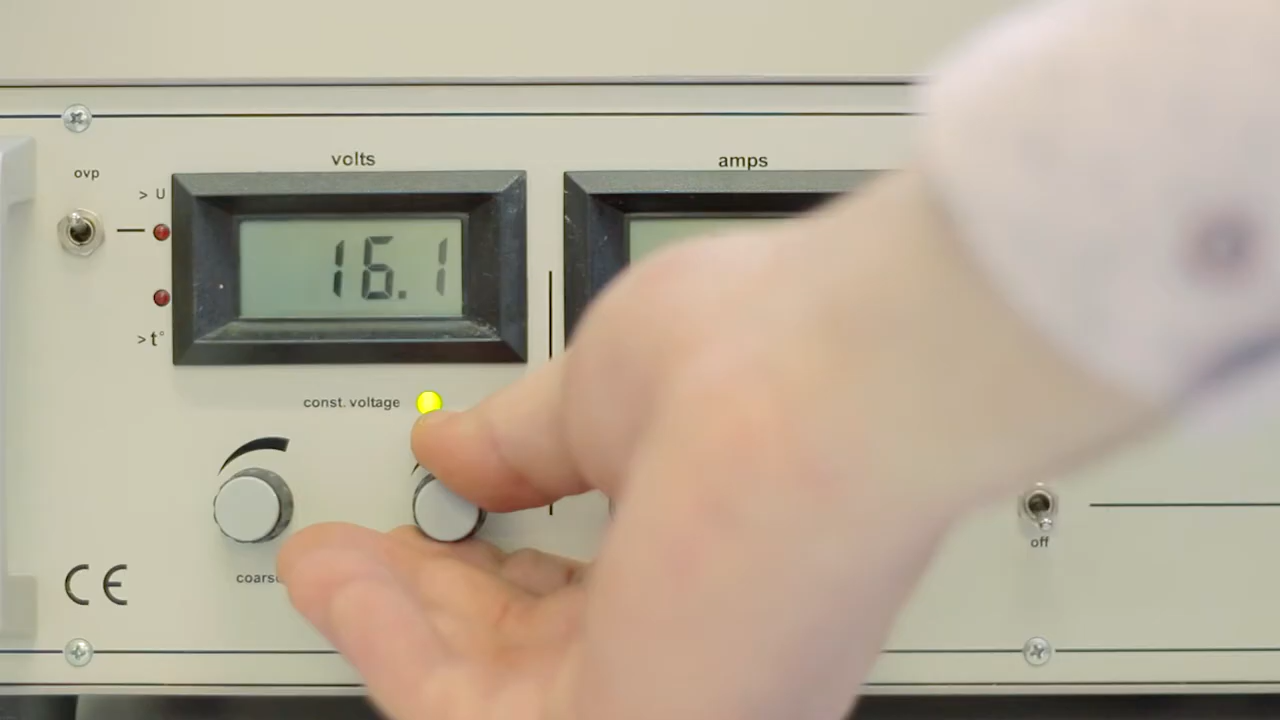 volts
amps
ovp
> U
16.1
> t°
const. voltage
off
CE